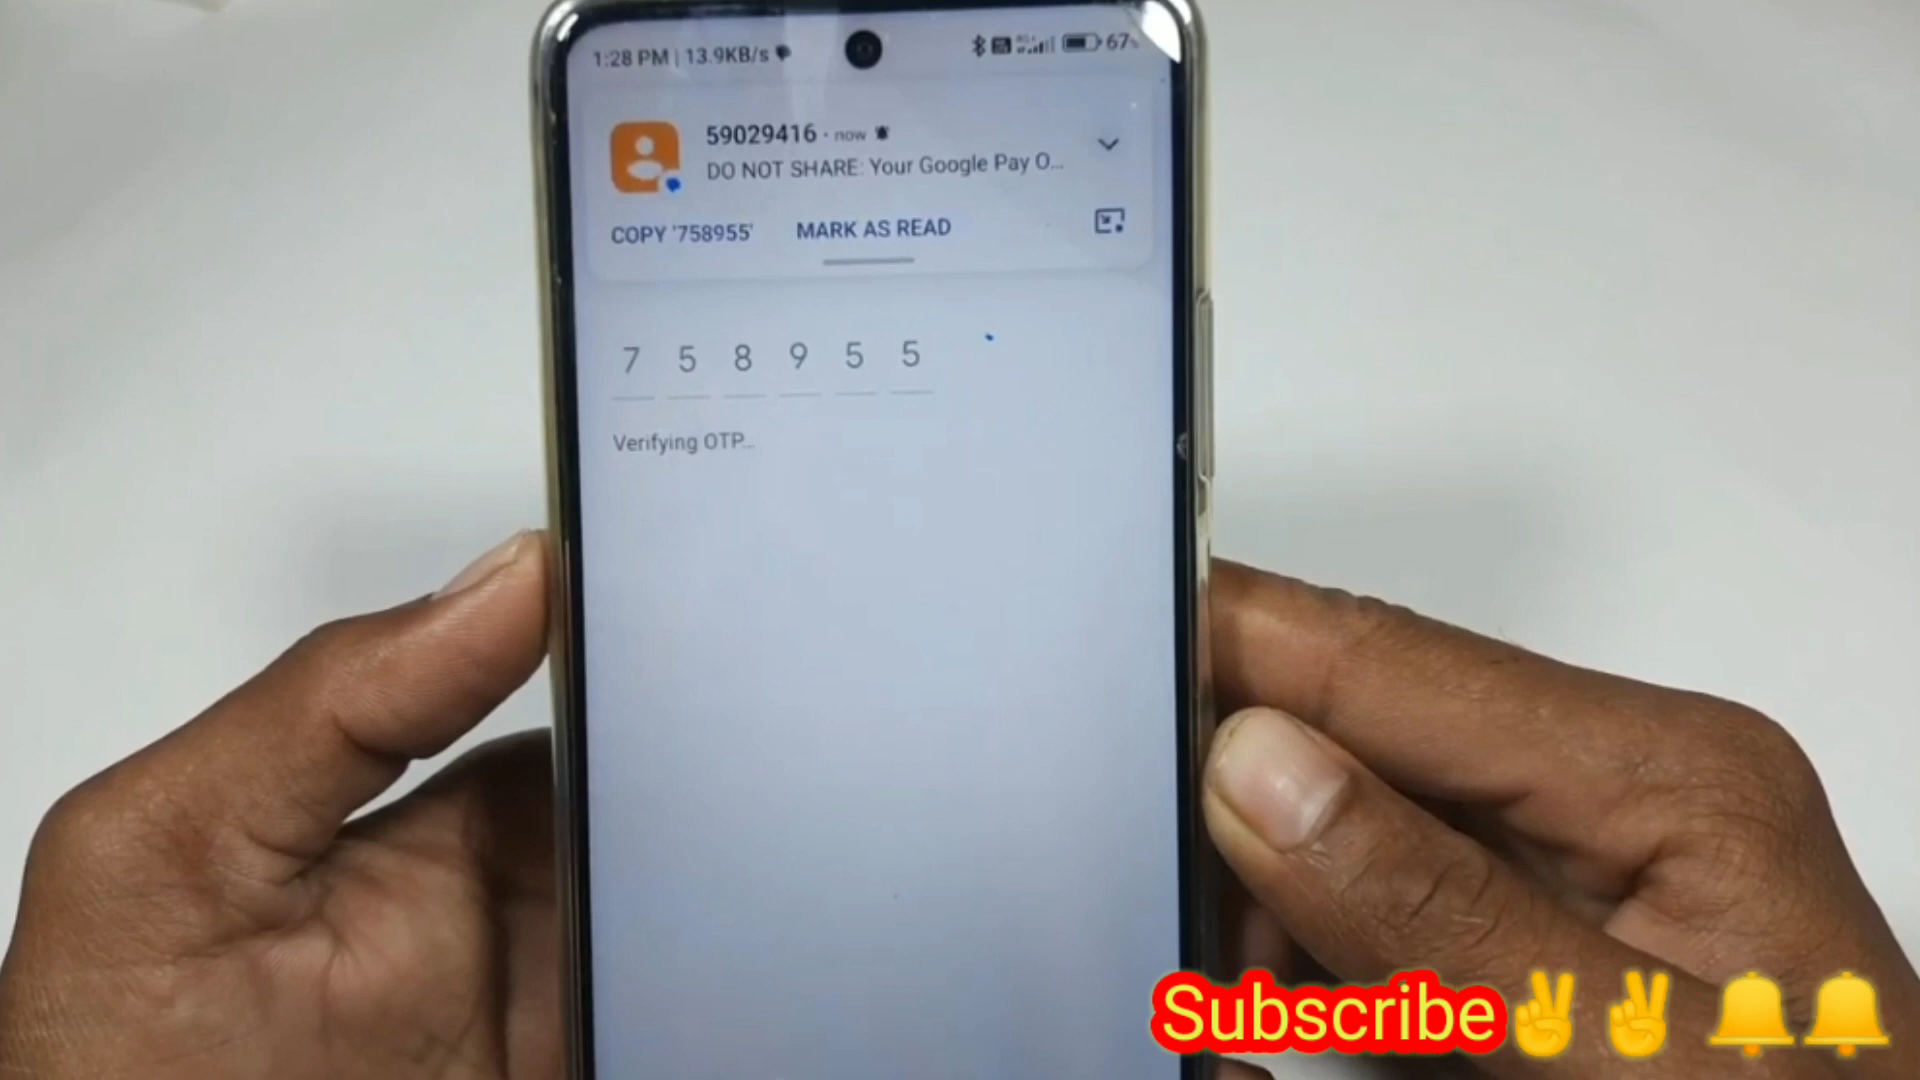 1:28 PM | 13.9KB/s
67%
59029416 · now
DO NOT SHARE: Your Google Pay O...
COPY '758955'
MARK AS READ
7 5 8 9 5 5
Verifying OTP...
Subscribe✌️✌️ 🔔🔔